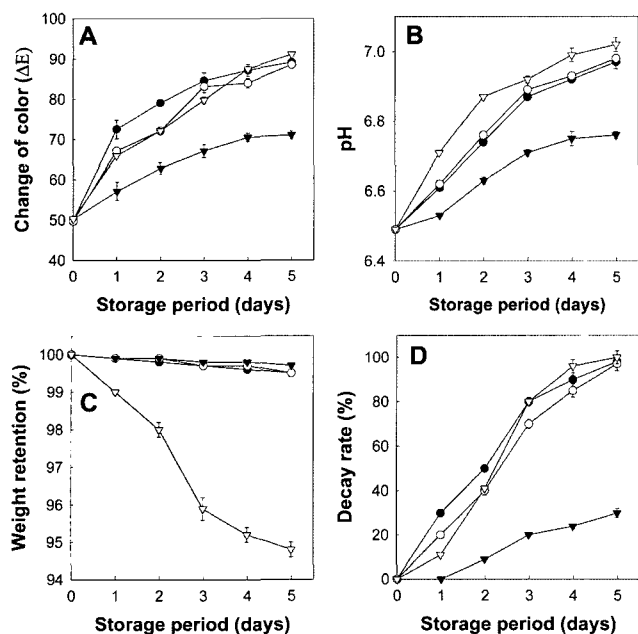 A
Change of color (ΔE)
100
90
80
70
60
50
40
0 1 2 3 4 5
Storage period (days)
B
pH
7.0
6.8
6.6
6.4
0 1 2 3 4 5
Storage period (days)
C
Weight retention (%)
100
99
98
97
96
95
94
0 1 2 3 4 5
Storage period (days)
D
Decay rate (%)
100
80
60
40
20
0
0 1 2 3 4 5
Storage period (days)